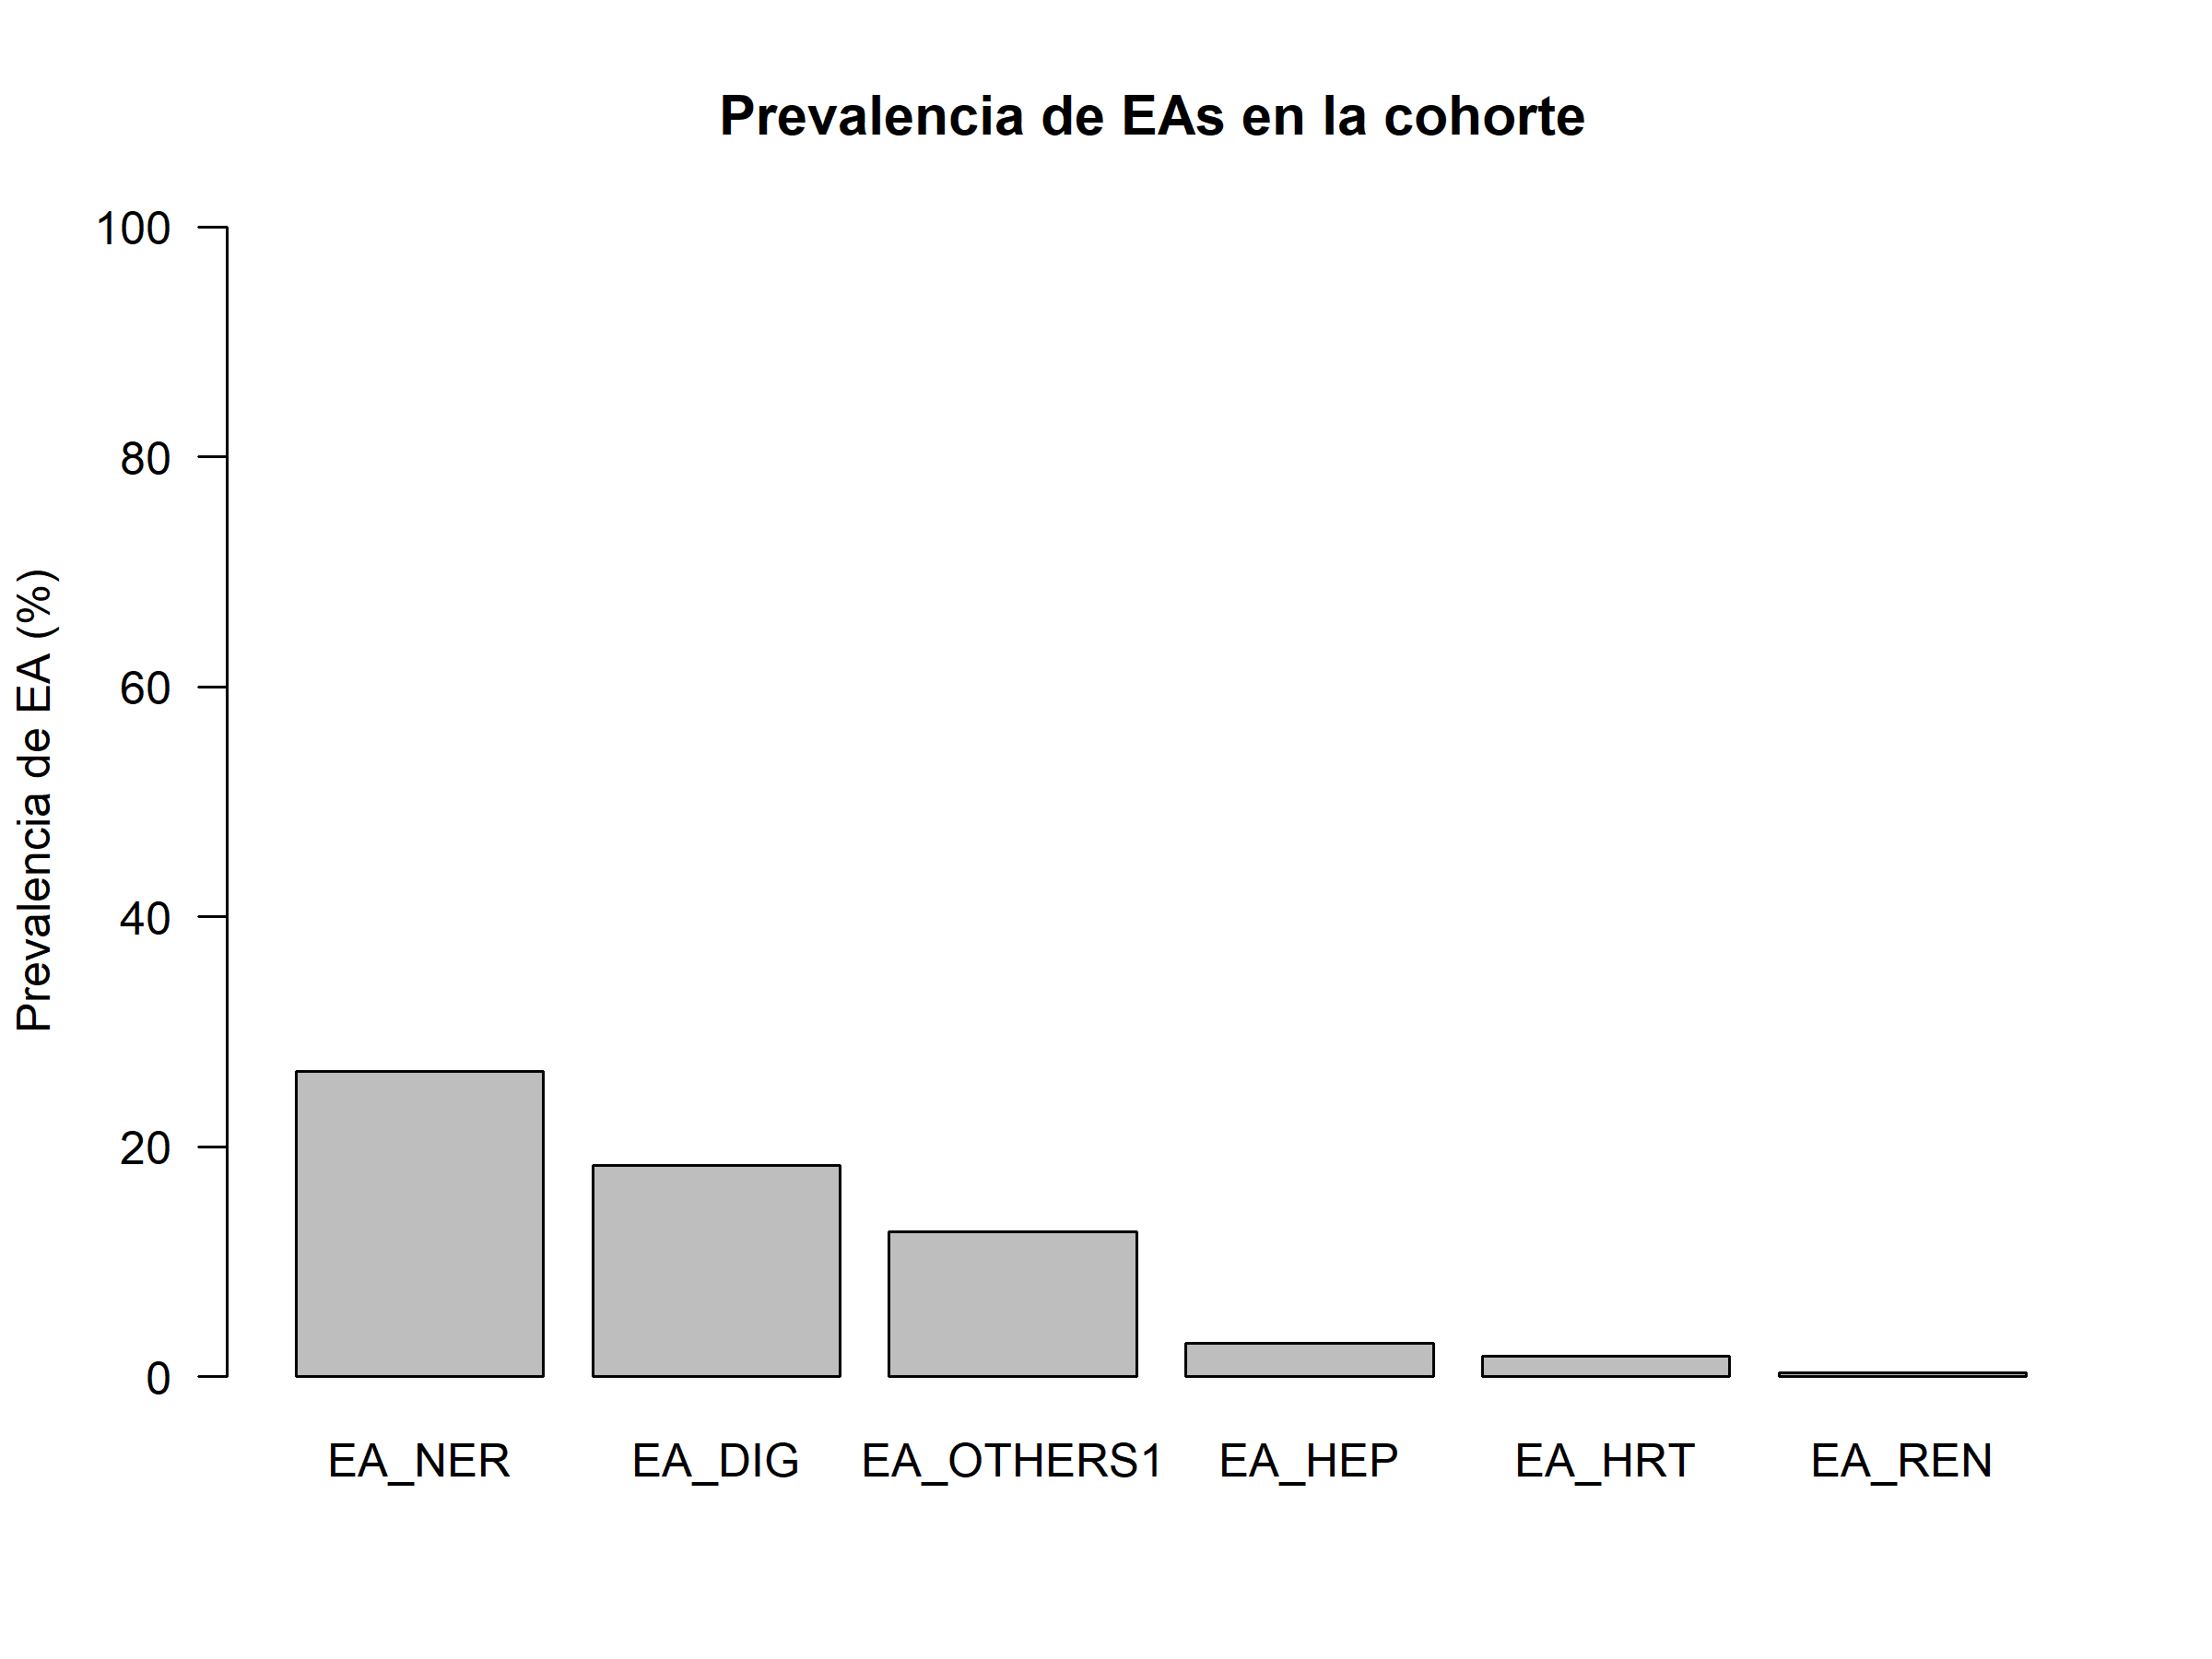 Prevalencia de EAs en la cohorte
Prevalencia de EA (%)
100
80
60
40
20
0
EA_NER EA_DIG EA_OTHERS1 EA_HEP EA_HRT EA_REN